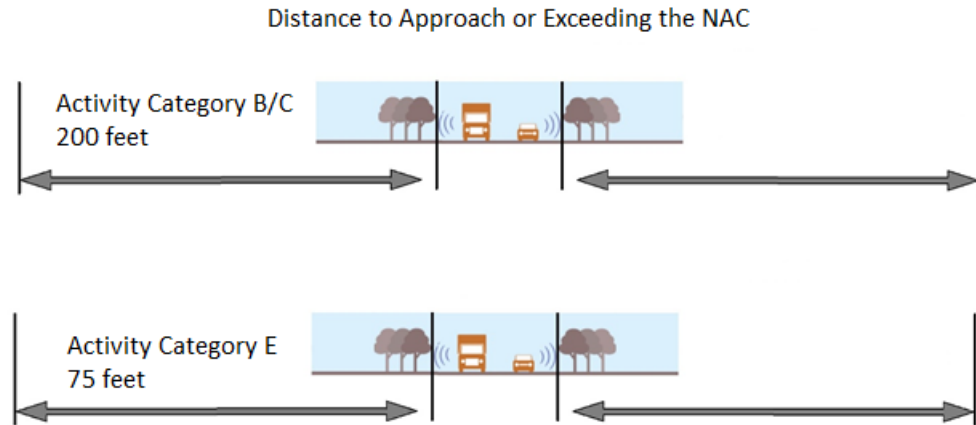 Distance to Approach or Exceeding the NAC
Activity Category B/C
200 feet
Activity Category E
75 feet